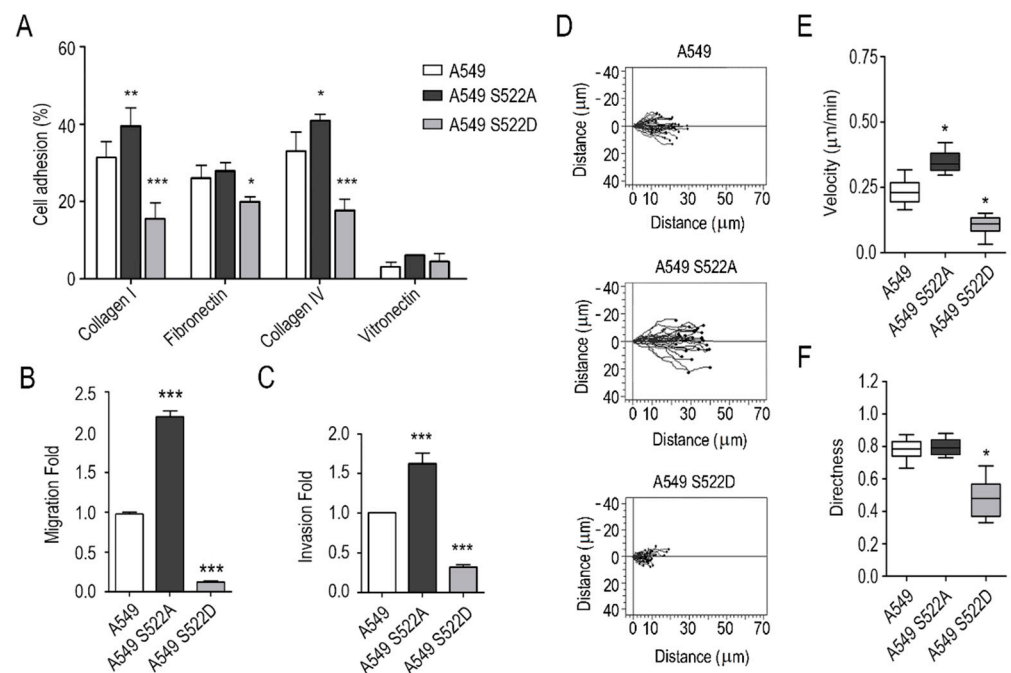 A
60
40
20
0
Cell adhesion (%)
**
***
*
*
***
A549
A549 S522A
A549 S522D
Collagen I
Fibronectin
Collagen IV
Vitronectin
B
2.5
2.0
1.5
1.0
0.5
0.0
Migration Fold
***
***
A549
A549 S522A
A549 S522D
C
2.0
1.5
1.0
0.5
0.0
Invasion Fold
***
***
A549
A549 S522A
A549 S522D
D
A549
-40
-20
0
20
40
Distance (μm)
0 10 30 50 70
Distance (μm)
A549 S522A
-40
-20
0
20
40
Distance (μm)
0 10 30 50 70
Distance (μm)
A549 S522D
-40
-20
0
20
40
Distance (μm)
0 10 30 50 70
Distance (μm)
E
0.75
0.50
0.25
0.0
Velocity (μm/min)
*
*
A549
A549 S522A
A549 S522D
F
1.2
1.0
0.8
0.6
0.4
0.2
0.0
Directness
*
A549
A549 S522A
A549 S522D